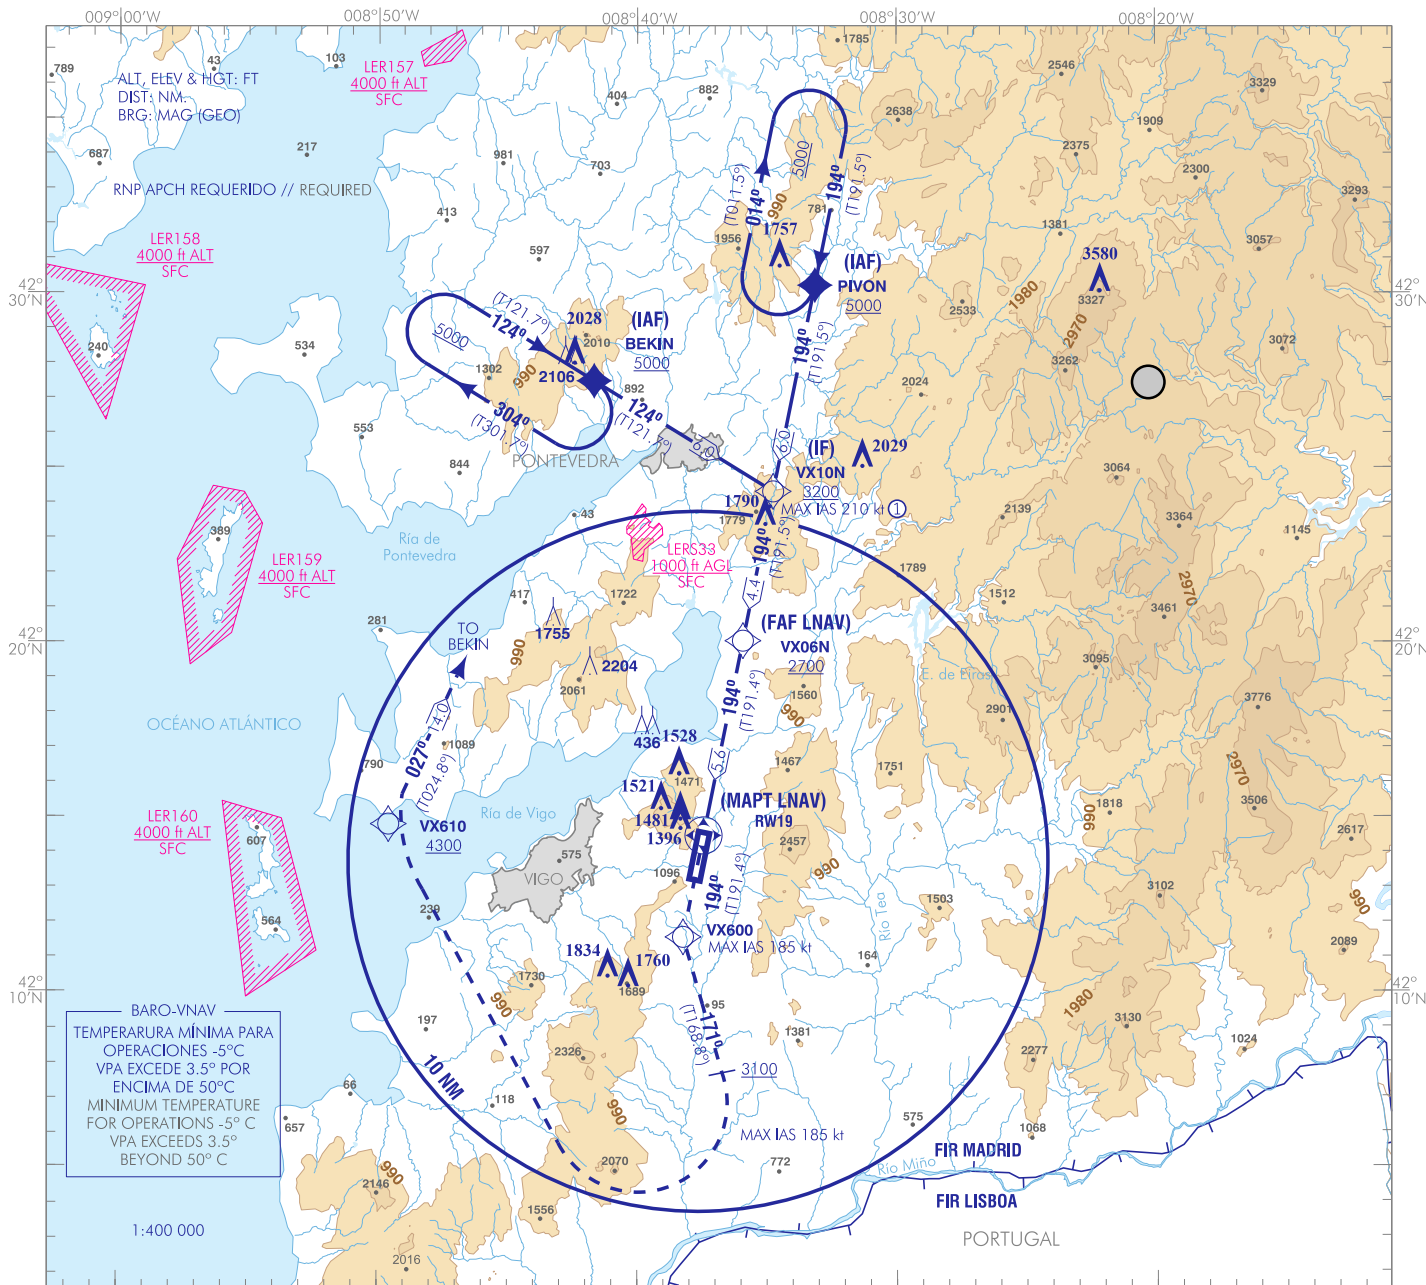 009°00'W
008°50'W
008°40'W
008°30'W
008°20'W
ALT, ELEV & HGT: FT
DIST: NM.
BRG: MAG (GEO)
RNP APCH REQUERIDO // REQUIRED
LER157
4000 ft ALT
SFC
LER158
4000 ft ALT
SFC
LER159
4000 ft ALT
SFC
LER160
4000 ft ALT
SFC
LERS33
1000 ft AGL
SFC
789
43
103
687
217
404
882
981
703
413
597
534
240
553
844
389
281
417
43
1785
2546
3329
2638
1909
2375
2300
3293
1381
3057
781
1956
990
1757
5000
014°
(T011.5°)
194°
(T191.5°)
(IAF)
PIVON
5000
3580
3327
1980
2970
2533
3262
3072
2024
42°
30'N
42°
30'N
(T121.7°)
124°
5000
2028
2010
2106
(IAF)
BEKIN
5000
1302
990
304°
(T301.7°)
892
124°
(T121.7°)
6.0
PONTEVEDRA
194°
(T191.5°)
6.0
(IF)
VX10N
3200
MAX IAS 210 kt 1
2029
1790
1779
194°
(T191.5°)
4.4
3064
2139
3364
1145
1789
1512
2970
3461
Ría de
Pontevedra
1722
1755
990
2204
2061
TO
BEKIN
(FAF LNAV)
VX06N
2700
1560
990
E. de Eiras
3095
2901
3776
42°
20'N
42°
20'N
OCÉANO ATLÁNTICO
027°
14.0
(T024.8°)
1089
790
436
1528
1471
1521
1481
1396
194°
(T191.4°)
5.6
1467
1751
2970
3506
990
1818
2617
(MAPT LNAV)
RW19
2457
990
Ría de Vigo
VX610
4300
607
564
575
VIGO
1096
239
194°
(T191.4°)
VX600
MAX IAS 185 kt
Río Teo
1503
3102
990
2089
164
1834
1760
1689
1730
990
95
171°
(T168.8°)
1381
1980
3130
2277
1024
42°
10'N
42°
10'N
BARO-VNAV
TEMPERARURA MÍNIMA PARA
OPERACIONES -5°C
VPA EXCEDE 3.5° POR
ENCIMA DE 50°C
MINIMUM TEMPERATURE
FOR OPERATIONS -5° C
VPA EXCEEDS 3.5°
BEYOND 50° C
197
10 NM
2326
990
3100
118
66
657
MAX IAS 185 kt
575
1068
FIR MADRID
Río Miño
FIR LISBOA
990
2146
2070
772
1556
2016
1:400 000
PORTUGAL